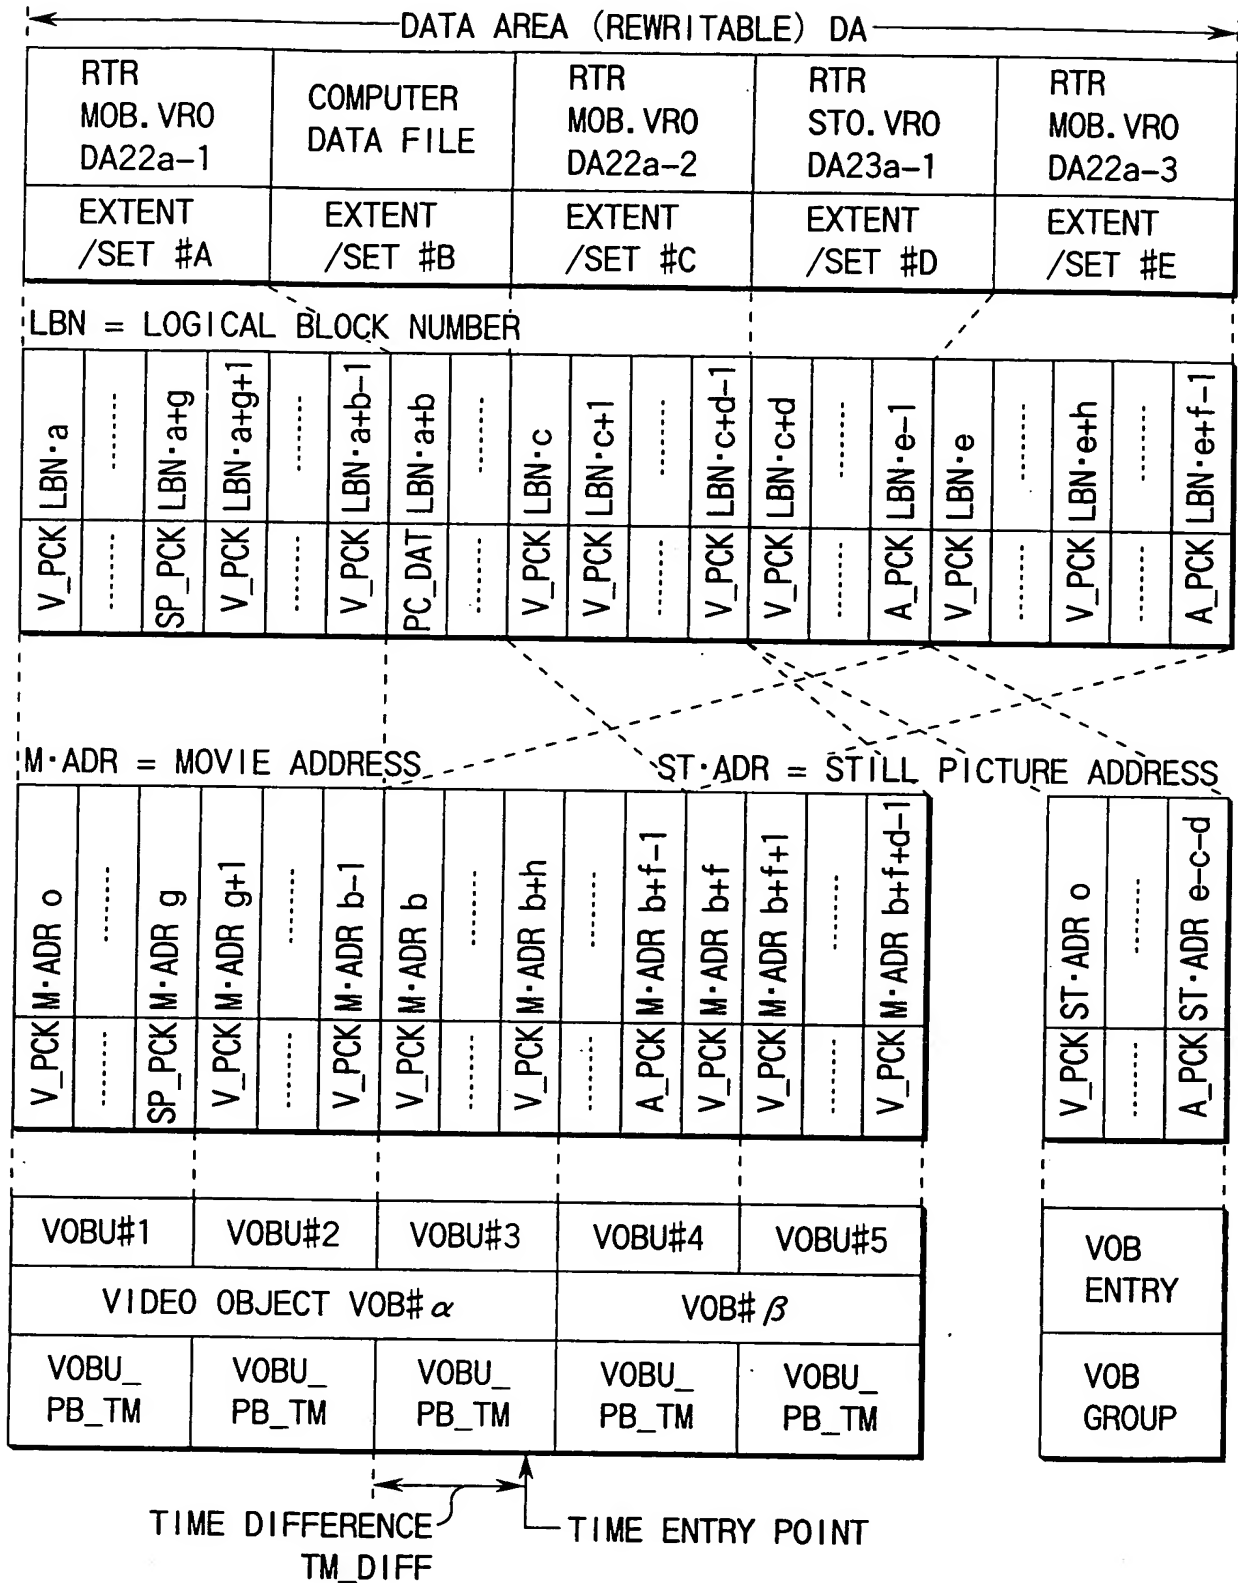 DATA AREA (REWRITABLE) DA
RTR
MOB.VRO
DA22a-1
COMPUTER
DATA FILE
RTR
MOB.VRO
DA22a-2
RTR
STO.VRO
DA23a-1
RTR
MOB.VRO
DA22a-3
EXTENT
/SET #A
EXTENT
/SET #B
EXTENT
/SET #C
EXTENT
/SET #D
EXTENT
/SET #E
LBN = LOGICAL BLOCK NUMBER
V_PCK LBN·a
SP_PCK LBN·a+g
V_PCK LBN·a+g+1
V_PCK LBN·a+b-1
PC_DAT LBN·a+b
V_PCK LBN·c
V_PCK LBN·c+1
V_PCK LBN·c+d-1
V_PCK LBN·c+d
A_PCK LBN·e-1
V_PCK LBN·e
V_PCK LBN·e+h
A_PCK LBN·e+f-1
M·ADR = MOVIE ADDRESS
ST·ADR = STILL PICTURE ADDRESS
V_PCK M·ADR o
SP_PCK M·ADR g
V_PCK M·ADR g+1
V_PCK M·ADR b-1
V_PCK M·ADR b
V_PCK M·ADR b+h
A_PCK M·ADR b+f-1
V_PCK M·ADR b+f
V_PCK M·ADR b+f+1
V_PCK M·ADR b+f+d-1
V_PCK ST·ADR o
A_PCK ST·ADR e-c-d
VOBU#1
VOBU#2
VOBU#3
VOBU#4
VOBU#5
VIDEO OBJECT VOB#α
VOB#β
VOBU_
PB_TM
VOBU_
PB_TM
VOBU_
PB_TM
VOBU_
PB_TM
VOBU_
PB_TM
VOB
ENTRY
VOB
GROUP
TIME DIFFERENCE
TM_DIFF
TIME ENTRY POINT